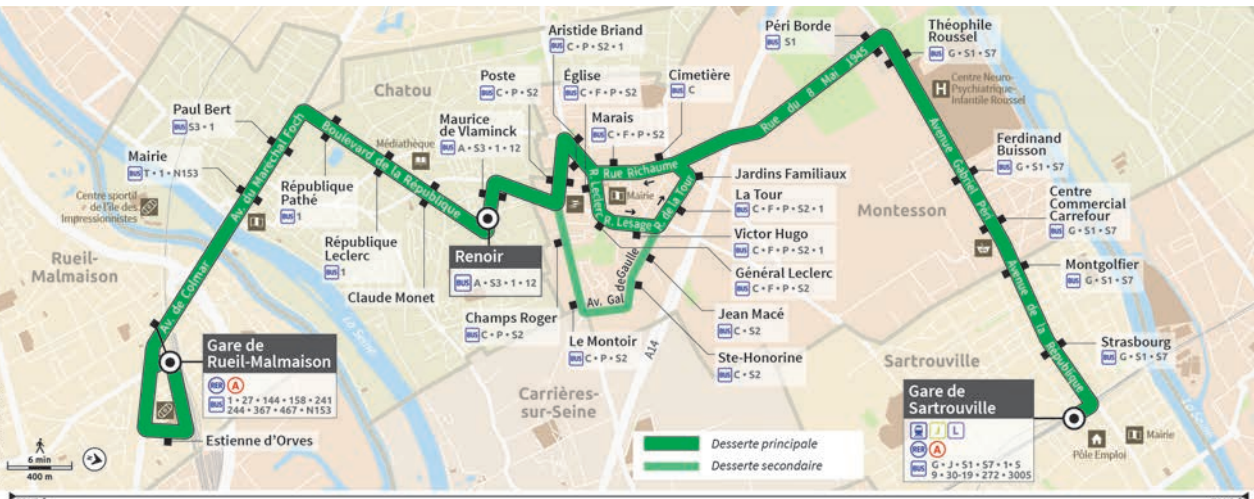 Paul Bert
BUS S3 • 1
Mairie
BUS T • 1 • N153
Centre sportif
de l'île des
Impressionnistes
Rueil-
Malmaison
Av. de Colmar
Av. du Marechal Foch
Gare de
Rueil-Malmaison
RER A
BUS 1 • 27 • 144 • 158 • 241
244 • 367 • 467 • N153
Estienne d'Orves
6 min
400 m
République
Pathé
BUS 1
République
Leclerc
BUS 1
Claude Monet
Boulevard de la République
Chatou
Médiathèque
La Seine
Maurice
de Vlaminck
BUS A • S3 • 1 • 12
Renoir
BUS A • S3 • 1 • 12
Poste
BUS C • P • S2
Aristide Briand
BUS C • P • S2 • 1
Église
BUS C • F • P • S2
Marais
BUS C • F • P • S2
Cimetière
BUS C
Rue Richaume
R. Leclerc
Mairie
R. Lesage
R. de la Tour
Champs Roger
BUS C • P • S2
Le Montoir
BUS C • P • S2
Av. Gal de Gaulle
Carrières-
sur-Seine
A14
Jardins Familiaux
La Tour
BUS C • F • P • S2 • 1
Victor Hugo
BUS C • F • P • S2 • 1
Général Leclerc
BUS C • F • P • S2
Jean Macé
BUS C • S2
Ste-Honorine
BUS C • S2
Rue du 8 Mai 1945
Péri Borde
BUS S1
Théophile
Roussel
BUS G • S1 • S7
H
Centre Neuro-
Psychiatrique-
Infantile Roussel
Montesson
Avenue Gabriel Péri
Ferdinand
Buisson
BUS G • S1 • S7
Centre
Commercial
Carrefour
BUS G • S1 • S7
Montgolfier
BUS G • S1 • S7
Avenue de la République
Strasbourg
BUS G • S1 • S7
Sartrouville
Gare de
Sartrouville
J L
RER A
BUS G • J • S1 • S7 • 1 • 5
9 • 30-19 • 272 • 3005
Mairie
Pôle Emploi
Desserte principale
Desserte secondaire